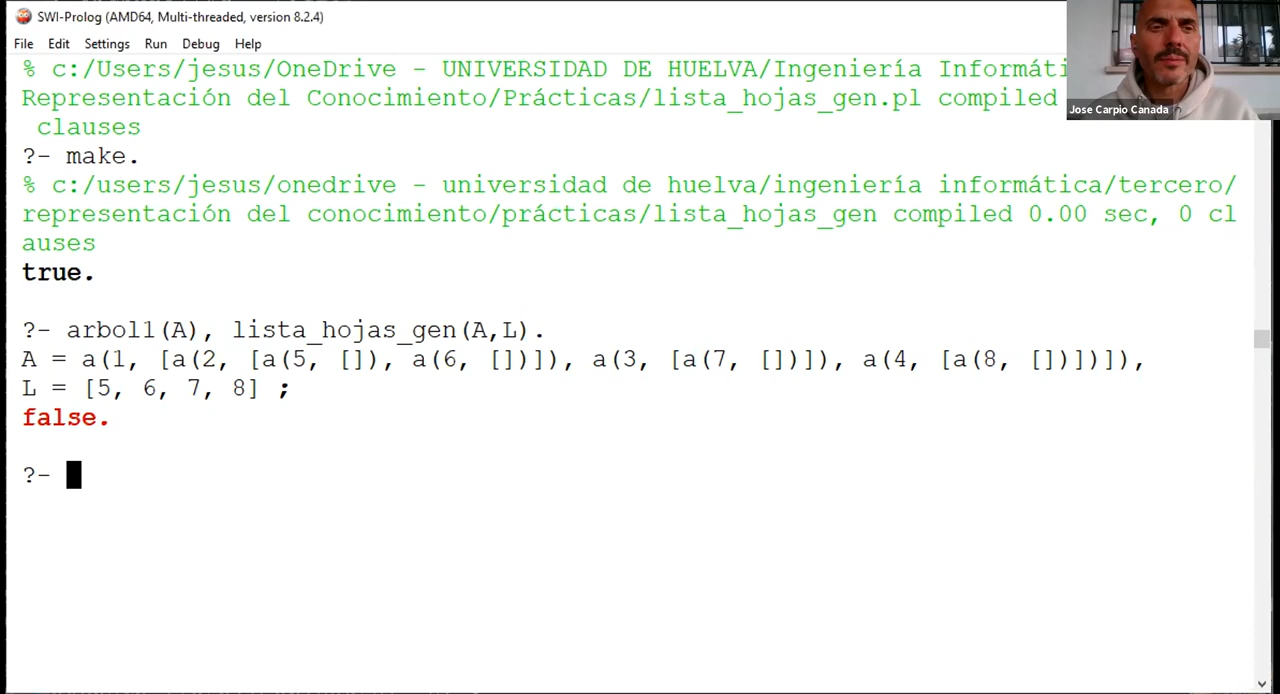 SWI-Prolog (AMD64, Multi-threaded, version 8.2.4)
File Edit Settings Run Debug Help
% c:/Users/jesus/OneDrive - UNIVERSIDAD DE HUELVA/Ingeniería Informáti
Representación del Conocimiento/Prácticas/lista_hojas_gen.pl compiled
clauses
?- make.
% c:/users/jesus/onedrive - universidad de huelva/ingeniería informática/tercero/
representación del conocimiento/prácticas/lista_hojas_gen compiled 0.00 sec, 0 cl
auses
true.
?- arbol1(A), lista_hojas_gen(A,L).
A = a(1, [a(2, [a(5, []), a(6, [])]), a(3, [a(7, [])]), a(4, [a(8, [])])]),
L = [5, 6, 7, 8] ;
false.
?-
Jose Carpio Canada